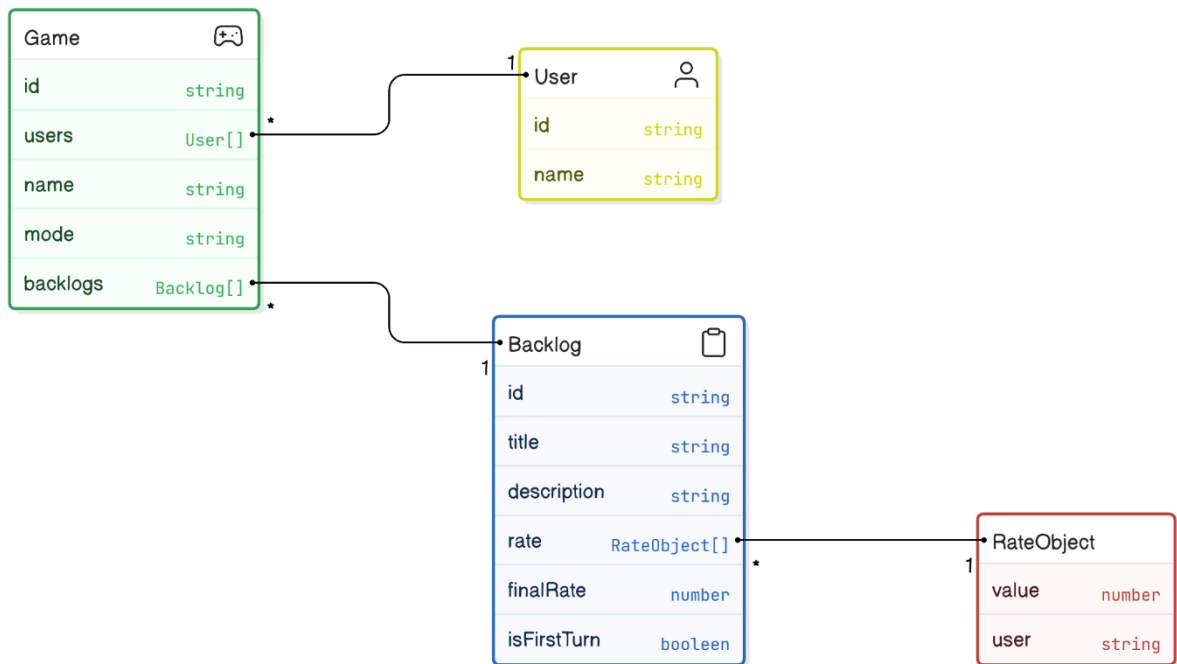 Game
id string
users User[]
name string
mode string
backlogs Backlog[]
*
*
1
User
id string
name string
1
Backlog
id string
title string
description string
rate RateObject[]
finalRate number
isFirstTurn booleen
*
1
RateObject
value number
user string